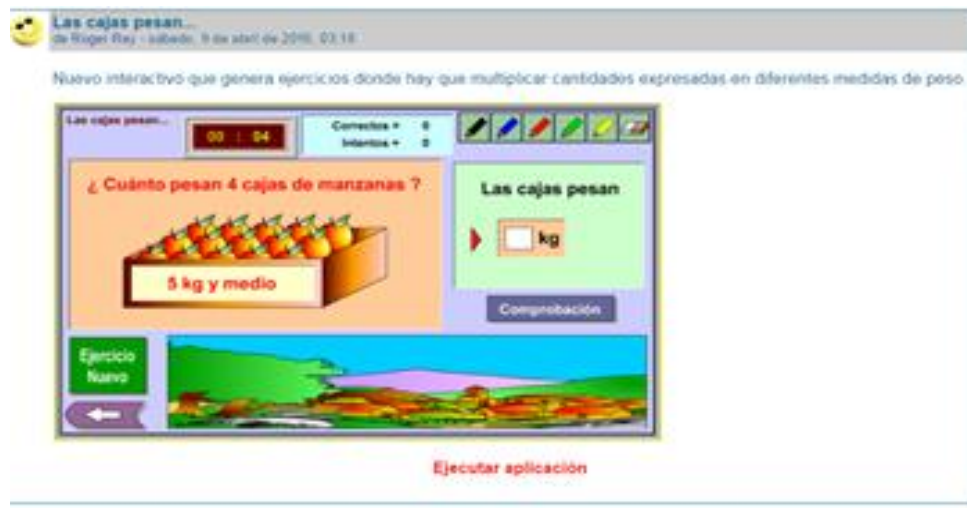 Las cajas pesan...
de Roger Rey - sábado, 9 de abril de 2016, 03:18
Nuevo interactivo que genera ejercicios donde hay que multiplicar cantidades expresadas en diferentes medidas de peso
Las cajas pesan...
00 : 04
Correctos = 0
Intentos = 0
¿ Cuánto pesan 4 cajas de manzanas ?
5 kg y medio
Las cajas pesan
kg
Comprobación
Ejercicio
Nuevo
Ejecutar aplicación